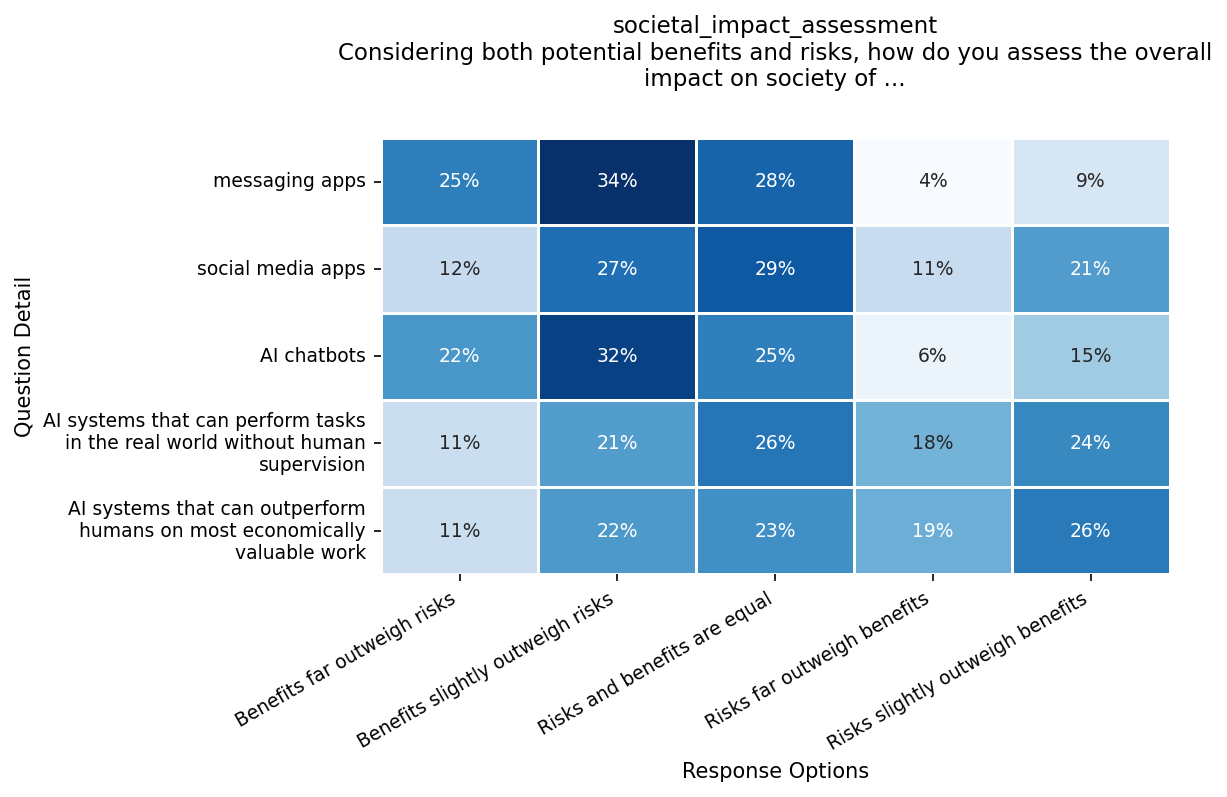 societal_impact_assessment
Considering both potential benefits and risks, how do you assess the overall
impact on society of ...
Question Detail
messaging apps
25% 34% 28% 4% 9%
social media apps
12% 27% 29% 11% 21%
AI chatbots
22% 32% 25% 6% 15%
AI systems that can perform tasks
in the real world without human
supervision
11% 21% 26% 18% 24%
AI systems that can outperform
humans on most economically
valuable work
11% 22% 23% 19% 26%
Benefits far outweigh risks
Benefits slightly outweigh risks
Risks and benefits are equal
Risks far outweigh benefits
Risks slightly outweigh benefits
Response Options